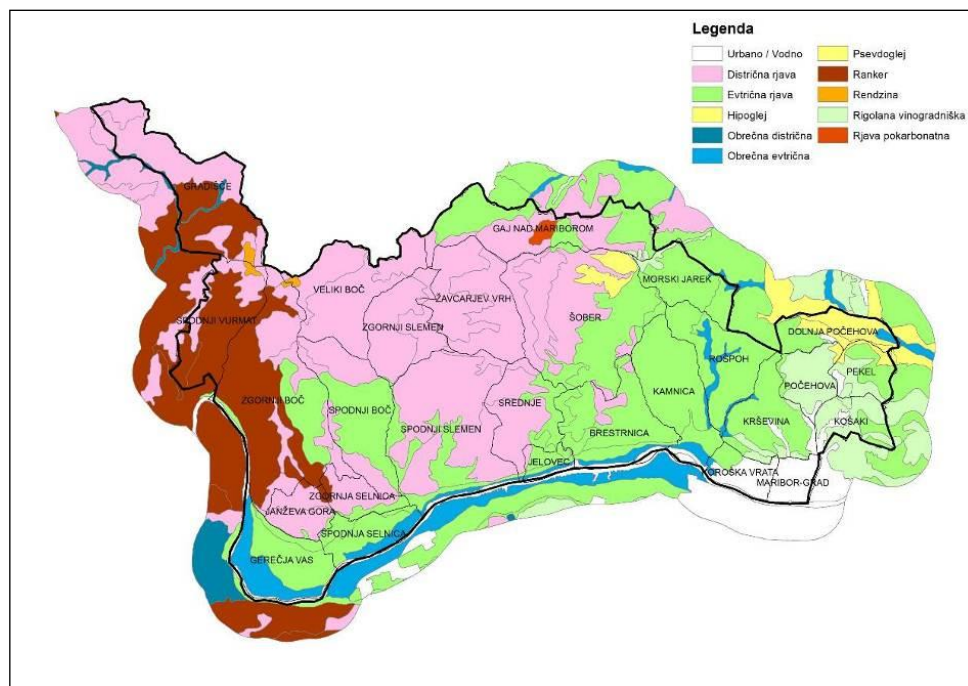 Legenda
Urbano / Vodno
Distrična rjava
Evtrična rjava
Hipoglej
Obrečna distrična
Obrečna evtrična
Psevdoglej
Ranker
Rendzina
Rigolana vinogradniška
Rjava pokarbonatna
GRADIŠČE
GAJ NAD MARIBOROM
MORSKI JAREK
VELIKI BOČ
ŽAVCARJEV VRH
SPODNJI VURMAT
ZGORNJI SLEMEN
ŠOBER
DOLNJA POČEHOVA
ROŠPOH
PEKEL
POČEHOVA
ZGORNJI BOČ
SPODNJI BOČ
SREDNJE
KAMNICA
KRŠEVINA
KOŠAKI
SPODNJI SLEMEN
BRESTRNICA
JELOVEC
KOROŠKA VRATA
MARIBOR-GRAD
ZGORNJA SELNICA
JANŽEVA GORA
SPODNJA SELNICA
GEREČJA VAS